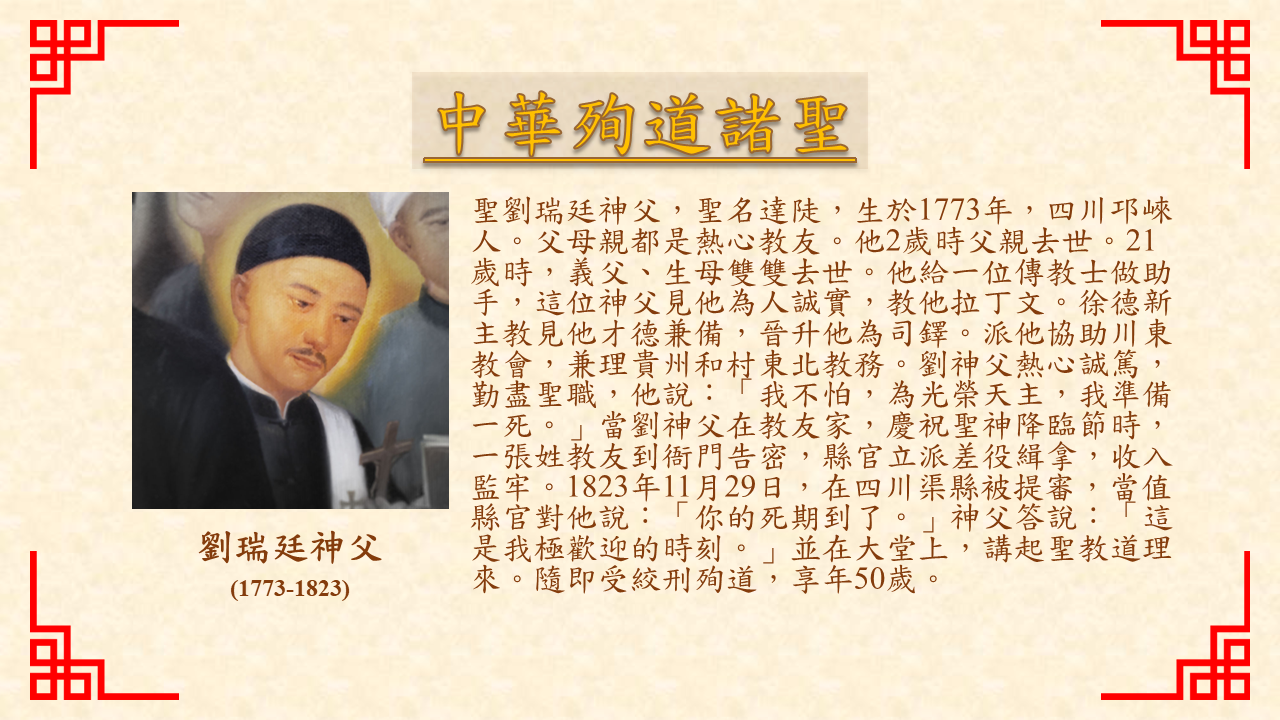 中華殉道諸聖
聖劉瑞廷神父，聖名達陡，生於1773年，四川邛崍
人。父母親都是熱心教友。他2歲時父親去世。21
歲時，義父、生母雙雙去世。他給一位傳教士做助
手，這位神父見他為人誠實，教他拉丁文。徐德新
主教見他才德兼備，晉升他為司鐸。派他協助川東
教會，兼理貴州和村東北教務。劉神父熱心誠篤，
勤盡聖職，他說：「我不怕，為光榮天主，我準備
一死。」當劉神父在教友家，慶祝聖神降臨節時，
一張姓教友到衙門告密，縣官立派差役緝拿，收入
監牢。1823年11月29日，在四川渠縣被提審，當值
縣官對他說：「你的死期到了。」神父答說：「這
是我極歡迎的時刻。」並在大堂上，講起聖教道理
來。隨即受絞刑殉道，享年50歲。
劉瑞廷神父
(1773-1823)